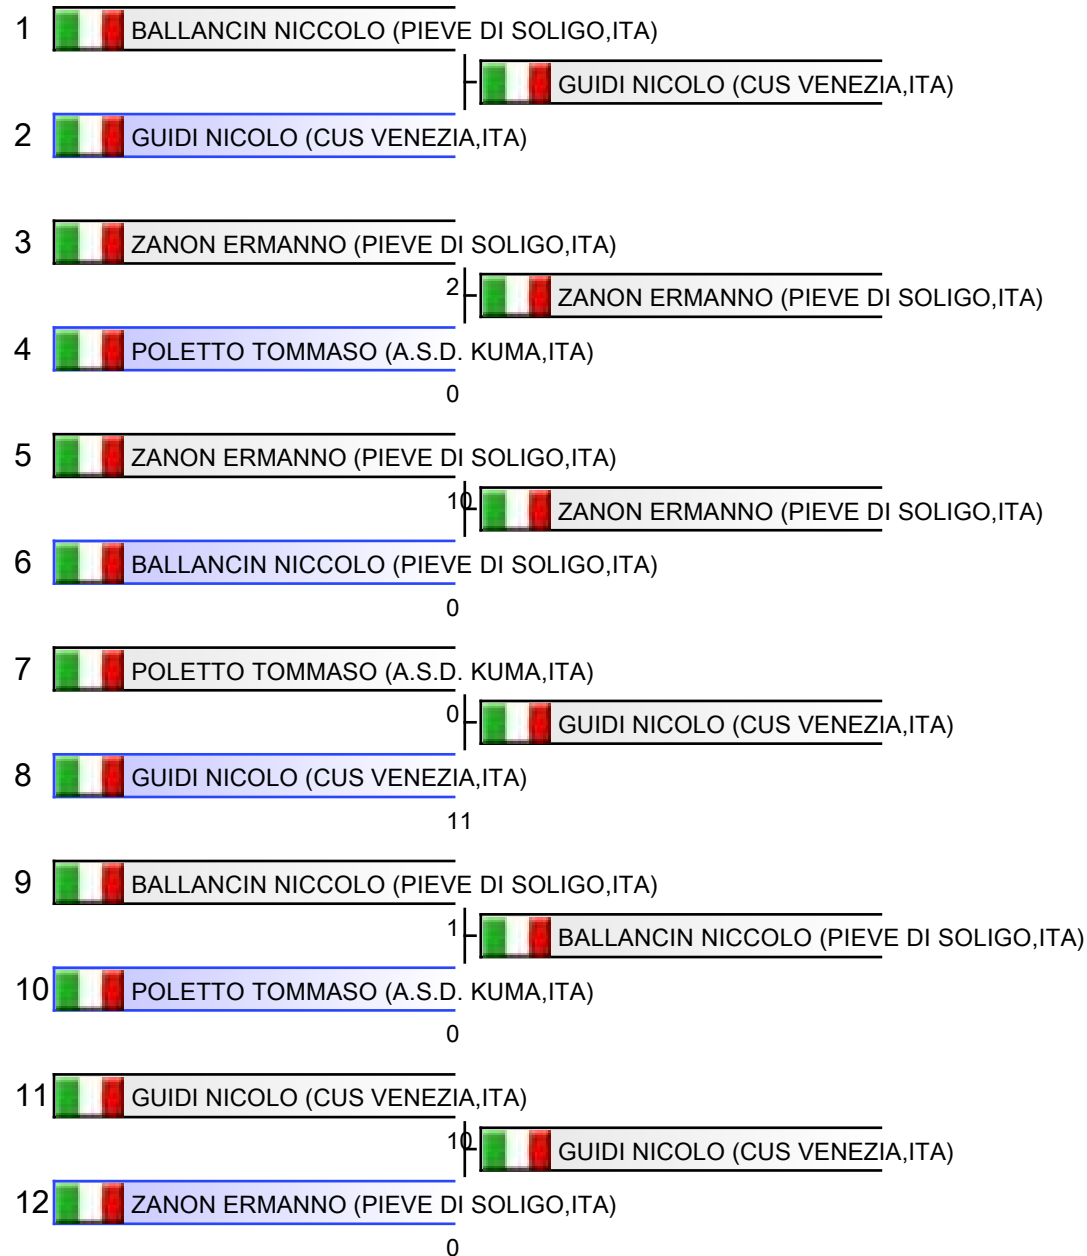 1 BALLANCIN NICCOLO (PIEVE DI SOLIGO,ITA)
GUIDI NICOLO (CUS VENEZIA,ITA)
2 GUIDI NICOLO (CUS VENEZIA,ITA)
3 ZANON ERMANNO (PIEVE DI SOLIGO,ITA)
2 ZANON ERMANNO (PIEVE DI SOLIGO,ITA)
4 POLETTO TOMMASO (A.S.D. KUMA,ITA)
0
5 ZANON ERMANNO (PIEVE DI SOLIGO,ITA)
10 ZANON ERMANNO (PIEVE DI SOLIGO,ITA)
6 BALLANCIN NICCOLO (PIEVE DI SOLIGO,ITA)
0
7 POLETTO TOMMASO (A.S.D. KUMA,ITA)
0 GUIDI NICOLO (CUS VENEZIA,ITA)
8 GUIDI NICOLO (CUS VENEZIA,ITA)
11
9 BALLANCIN NICCOLO (PIEVE DI SOLIGO,ITA)
1 BALLANCIN NICCOLO (PIEVE DI SOLIGO,ITA)
10 POLETTO TOMMASO (A.S.D. KUMA,ITA)
0
11 GUIDI NICOLO (CUS VENEZIA,ITA)
10 GUIDI NICOLO (CUS VENEZIA,ITA)
12 ZANON ERMANNO (PIEVE DI SOLIGO,ITA)
0